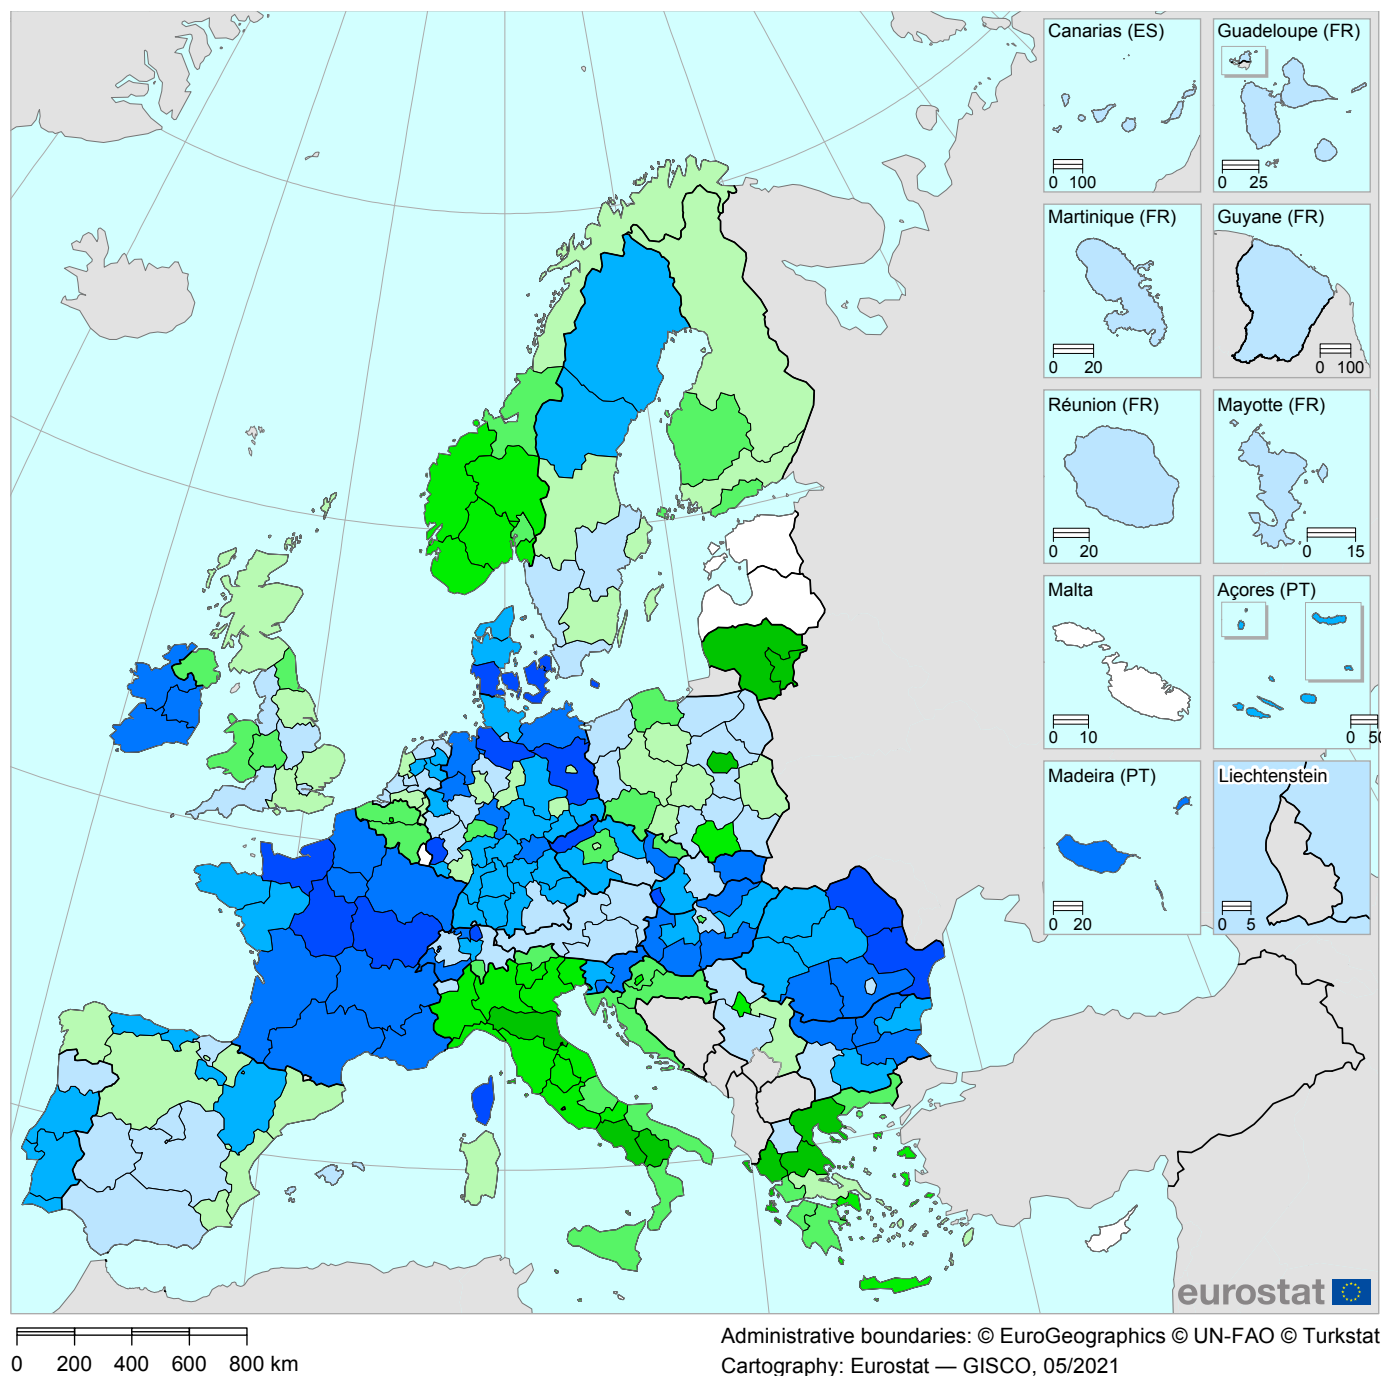 Canarias (ES)
0 100
Guadeloupe (FR)
0 25
Martinique (FR)
0 20
Guyane (FR)
0 100
Réunion (FR)
0 20
Mayotte (FR)
0 15
Malta
0 10
Açores (PT)
0 50
Madeira (PT)
0 20
Liechtenstein
0 5
eurostat
0 200 400 600 800 km
Administrative boundaries: © EuroGeographics © UN-FAO © Turkstat
Cartography: Eurostat — GISCO, 05/2021